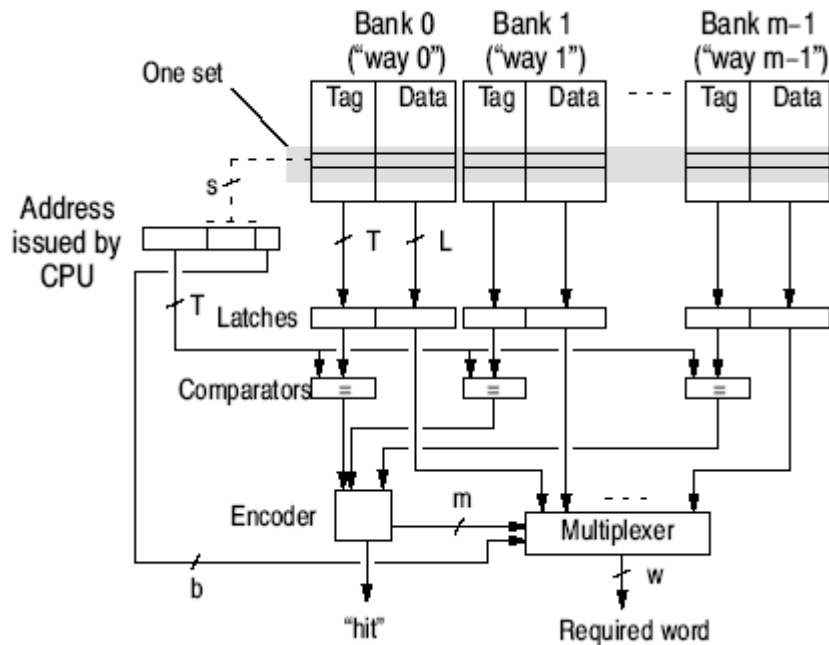 Bank 0
("way 0")
Bank 1
("way 1")
Bank m−1
("way m−1")
One set
Tag Data
Tag Data
Tag Data
s
Address
issued by
CPU
T
L
T
Latches
Comparators
=
=
=
Encoder
m
Multiplexer
b
w
"hit"
Required word